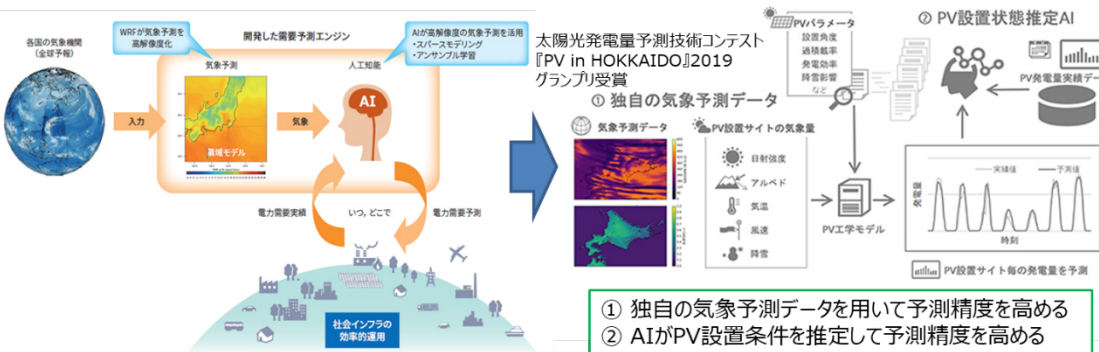 各国の気象機関
(全球予報)
入力
WRFが気象予測を
高解像度化
開発した需要予測エンジン
AIが高解像度の気象予測を活用
・スパースモデリング
・アンサンブル学習
気象予測
人工知能
領域モデル
気象
AI
電力需要実績
いつ, どこで
電力需要予測
社会インフラの
効率的運用
太陽光発電量予測技術コンテスト
『PV in HOKKAIDO』2019
グランプリ受賞
① 独自の気象予測データ
気象予測データ
PV設置サイトの気象量
日射強度
アルベド
気温
風速
降雪
PVパラメータ
設置角度
過積載率
発電効率
降雪影響
など
PV工学モデル
② PV設置状態推定AI
PV発電量実績デー
実績値
予測値
発電量
時刻
PV設置サイト毎の発電量を予測
① 独自の気象予測データを用いて予測精度を高める
② AIがPV設置条件を推定して予測精度を高める